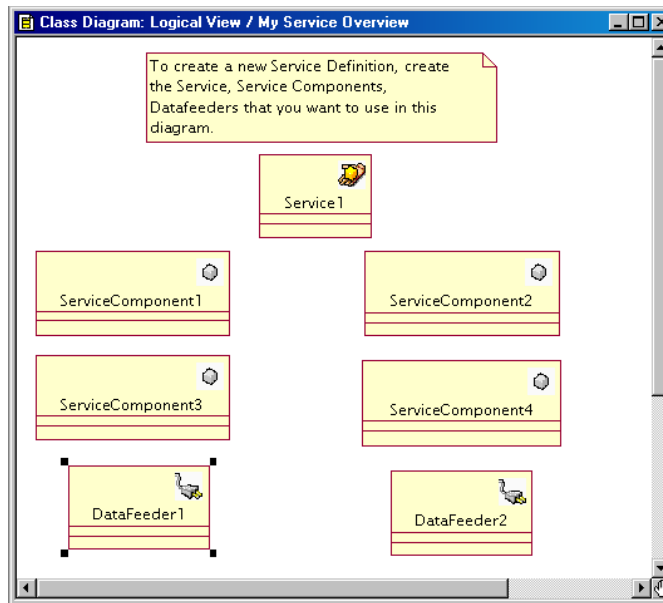 Class Diagram: Logical View / My Service Overview
To create a new Service Definition, create
the Service, Service Components,
Datafeeders that you want to use in this
diagram.
Service1
ServiceComponent1
ServiceComponent2
ServiceComponent3
ServiceComponent4
DataFeeder1
DataFeeder2